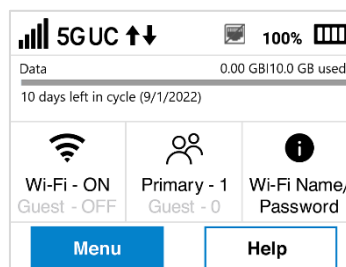 5G UC 100%
Data 0.00 GB|10.0 GB used
10 days left in cycle (9/1/2022)
Wi-Fi - ON Primary - 1 Wi-Fi Name/
Guest - OFF Guest - 0 Password
Menu Help